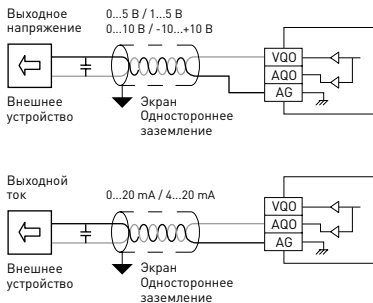 Выходное
напряжение
0...5 В / 1...5 В
0...10 В / -10...+10 В
VQO
AQO
AG
Внешнее
устройство
Экран
Одностороннее
заземление
Выходной
ток
0...20 mA / 4...20 mA
VQO
AQO
AG
Внешнее
устройство
Экран
Одностороннее
заземление